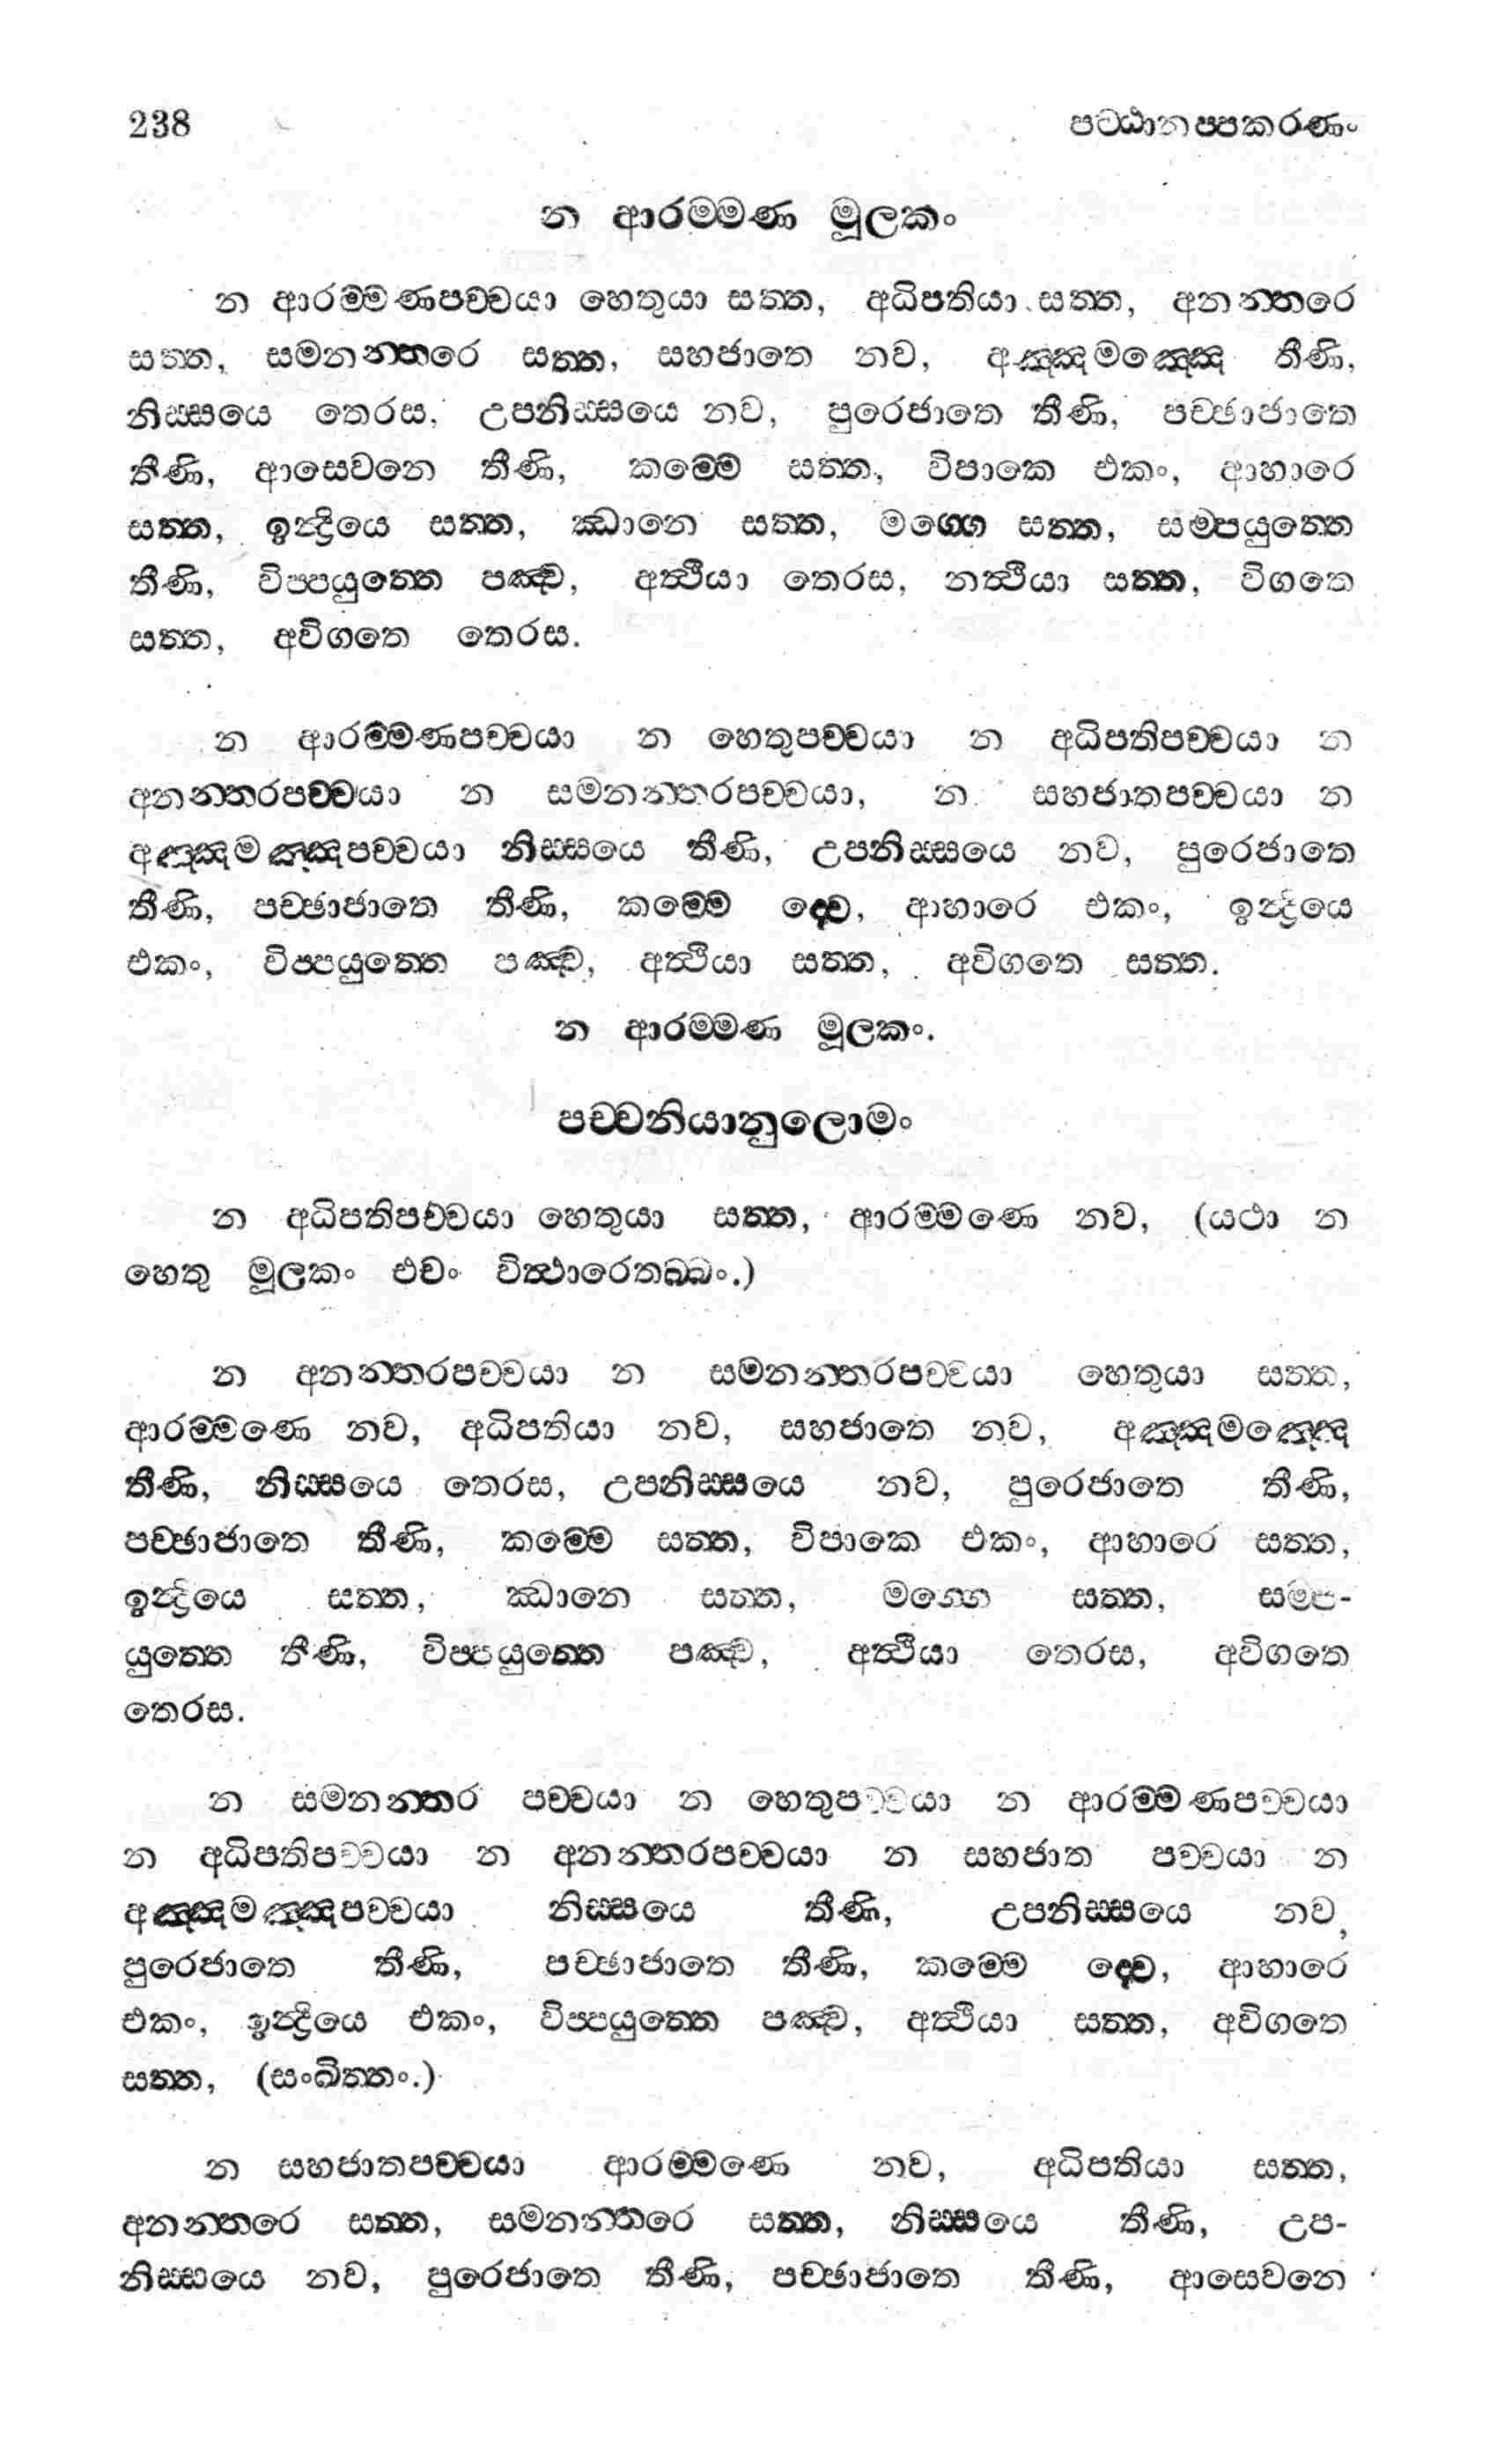 238 පට්ඨානප්පකරණං
න ආරම්මණ මූලකං
න ආරම්මණපච්චයා හෙතුයා සත්ත, අධිපතියා සත්ත, අනන්තරෙ
සත්ත, සමනන්තරෙ සත්ත, සහජාතෙ නව, අඤ්ඤමඤ්ඤෙ තීණි,
නිස්සයෙ තෙරස, උපනිස්සයෙ නව, පුරෙජාතෙ තීණි, පච්ඡාජාතෙ
තීණි, ආසෙවනෙ තීණි, කම්මෙ සත්ත, විපාකෙ එකං, ආහාරෙ
සත්ත, ඉන්ද්‍රියෙ සත්ත, ඣානෙ සත්ත, මග්ගෙ සත්ත, සම්පයුත්තෙ
තීණි, විප්පයුත්තෙ පඤ්ච, අත්ථියා තෙරස, නත්ථියා සත්ත, විගතෙ
සත්ත, අවිගතෙ තෙරස.
න ආරම්මණපච්චයා න හෙතුපච්චයා න අධිපතිපච්චයා න
අනන්තරපච්චයා න සමනන්තරපච්චයා, න සහජාතපච්චයා න
අඤ්ඤමඤ්ඤපච්චයා නිස්සයෙ තීණි, උපනිස්සයෙ නව, පුරෙජාතෙ
තීණි, පච්ඡාජාතෙ තීණි, කම්මෙ ද්වෙ, ආහාරෙ එකං, ඉන්ද්‍රියෙ
එකං, විප්පයුත්තෙ පඤ්ච, අත්ථියා සත්ත, අවිගතෙ සත්ත.
න ආරම්මණ මූලකං.
පච්චනියානුලොමං
න අධිපතිපච්චයා හෙතුයා සත්ත, ආරම්මණෙ නව, (යථා න
හෙතු මූලකං එවං විත්ථාරෙතබ්බං.)
න අනන්තරපච්චයා න සමනන්තරපච්චයා හෙතුයා සත්ත,
ආරම්මණෙ නව, අධිපතියා නව, සහජාතෙ නව, අඤ්ඤමඤ්ඤෙ
තීණි, නිස්සයෙ තෙරස, උපනිස්සයෙ නව, පුරෙජාතෙ තීණි,
පච්ඡාජාතෙ තීණි, කම්මෙ සත්ත, විපාකෙ එකං, ආහාරෙ සත්ත,
ඉන්ද්‍රියෙ සත්ත, ඣානෙ සත්ත, මග්ගෙ සත්ත, සම්ප-
යුත්තෙ තීණි, විප්පයුත්තෙ පඤ්ච, අත්ථියා තෙරස, අවිගතෙ
තෙරස.
න සමනන්තර පච්චයා න හෙතුපච්චයා න ආරම්මණපච්චයා
න අධිපතිපච්චයා න අනන්තරපච්චයා න සහජාත පච්චයා න
අඤ්ඤමඤ්ඤපච්චයා නිස්සයෙ තීණි, උපනිස්සයෙ නව,
පුරෙජාතෙ තීණි, පච්ඡාජාතෙ තීණි, කම්මෙ ද්වෙ, ආහාරෙ
එකං, ඉන්ද්‍රියෙ එකං, විප්පයුත්තෙ පඤ්ච, අත්ථියා සත්ත, අවිගතෙ
සත්ත, (සංඛිත්තං.)
න සහජාතපච්චයා ආරම්මණෙ නව, අධිපතියා සත්ත,
අනන්තරෙ සත්ත, සමනන්තරෙ සත්ත, නිස්සයෙ තීණි, උප-
නිස්සයෙ නව, පුරෙජාතෙ තීණි, පච්ඡාජාතෙ තීණි, ආසෙවනෙ